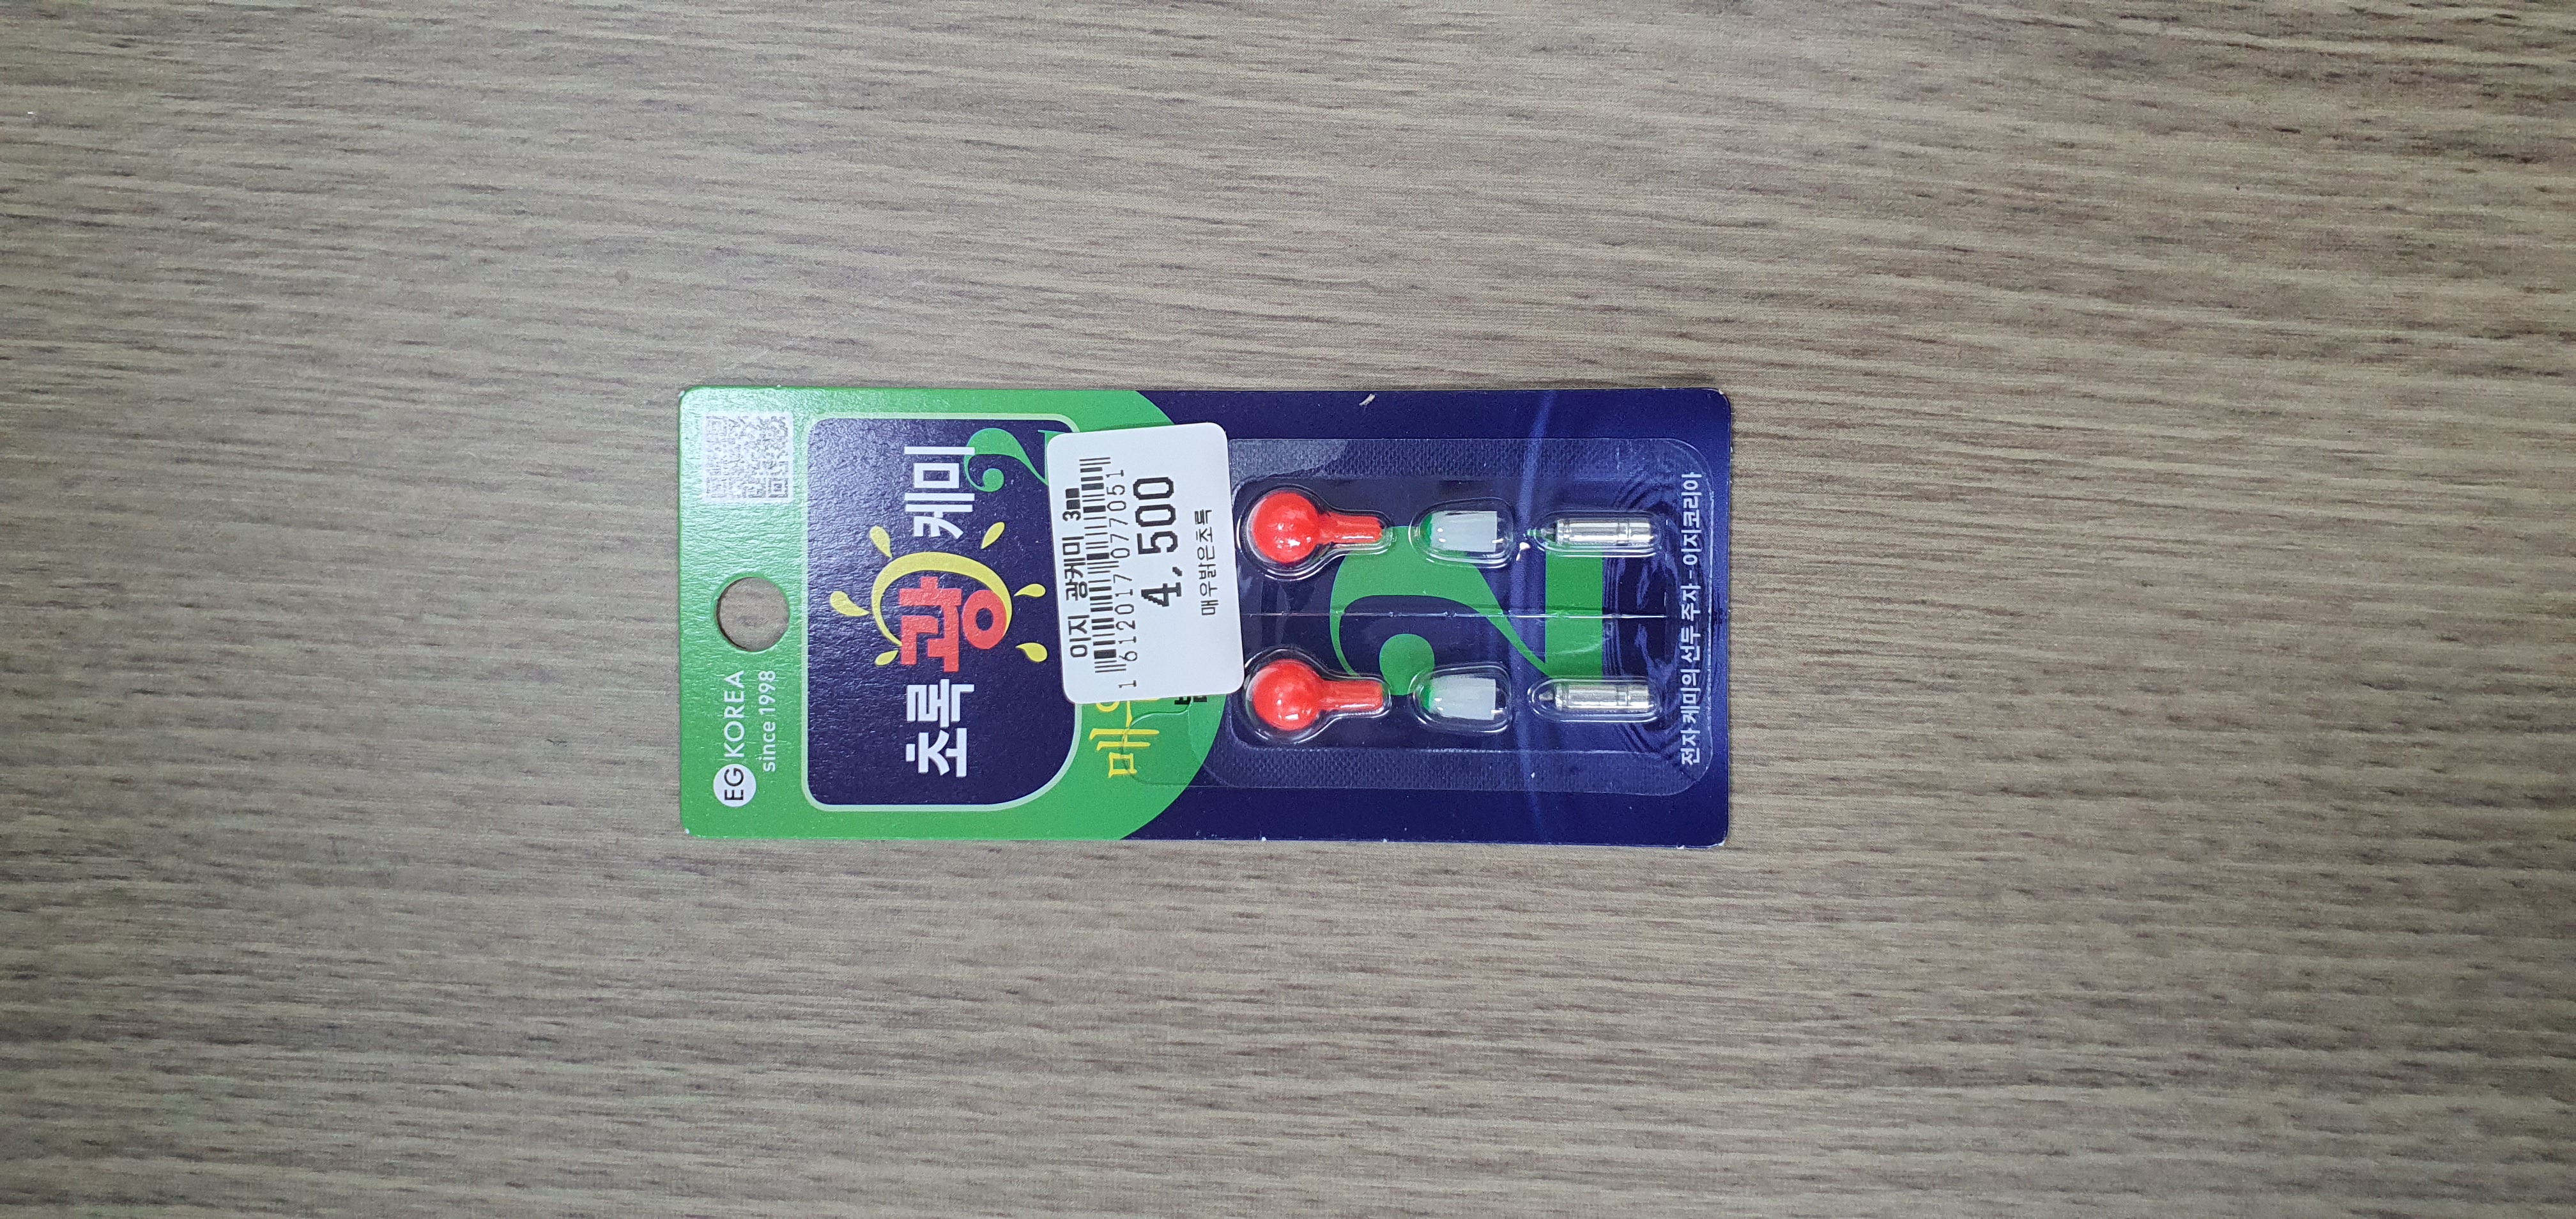 EG KOREA
since 1998
초록광케미
2
이지 광케미 3mm
1 612017 077051
4,500
매우밝은초록
2
전자 케미의 선두 주자 - 이지코리아